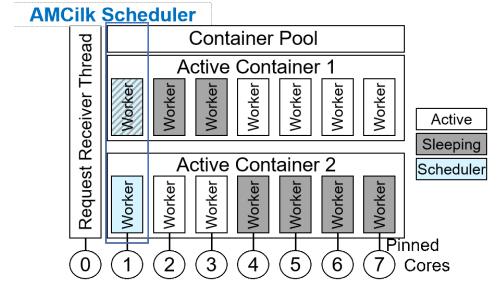 AMCilk Scheduler
Request Receiver Thread
Container Pool
Active Container 1
Worker
Worker
Worker
Worker
Worker
Worker
Worker
Active Container 2
Worker
Worker
Worker
Worker
Worker
Worker
Worker
Active
Sleeping
Scheduler
0
1
2
3
4
5
6
7
Pinned
Cores